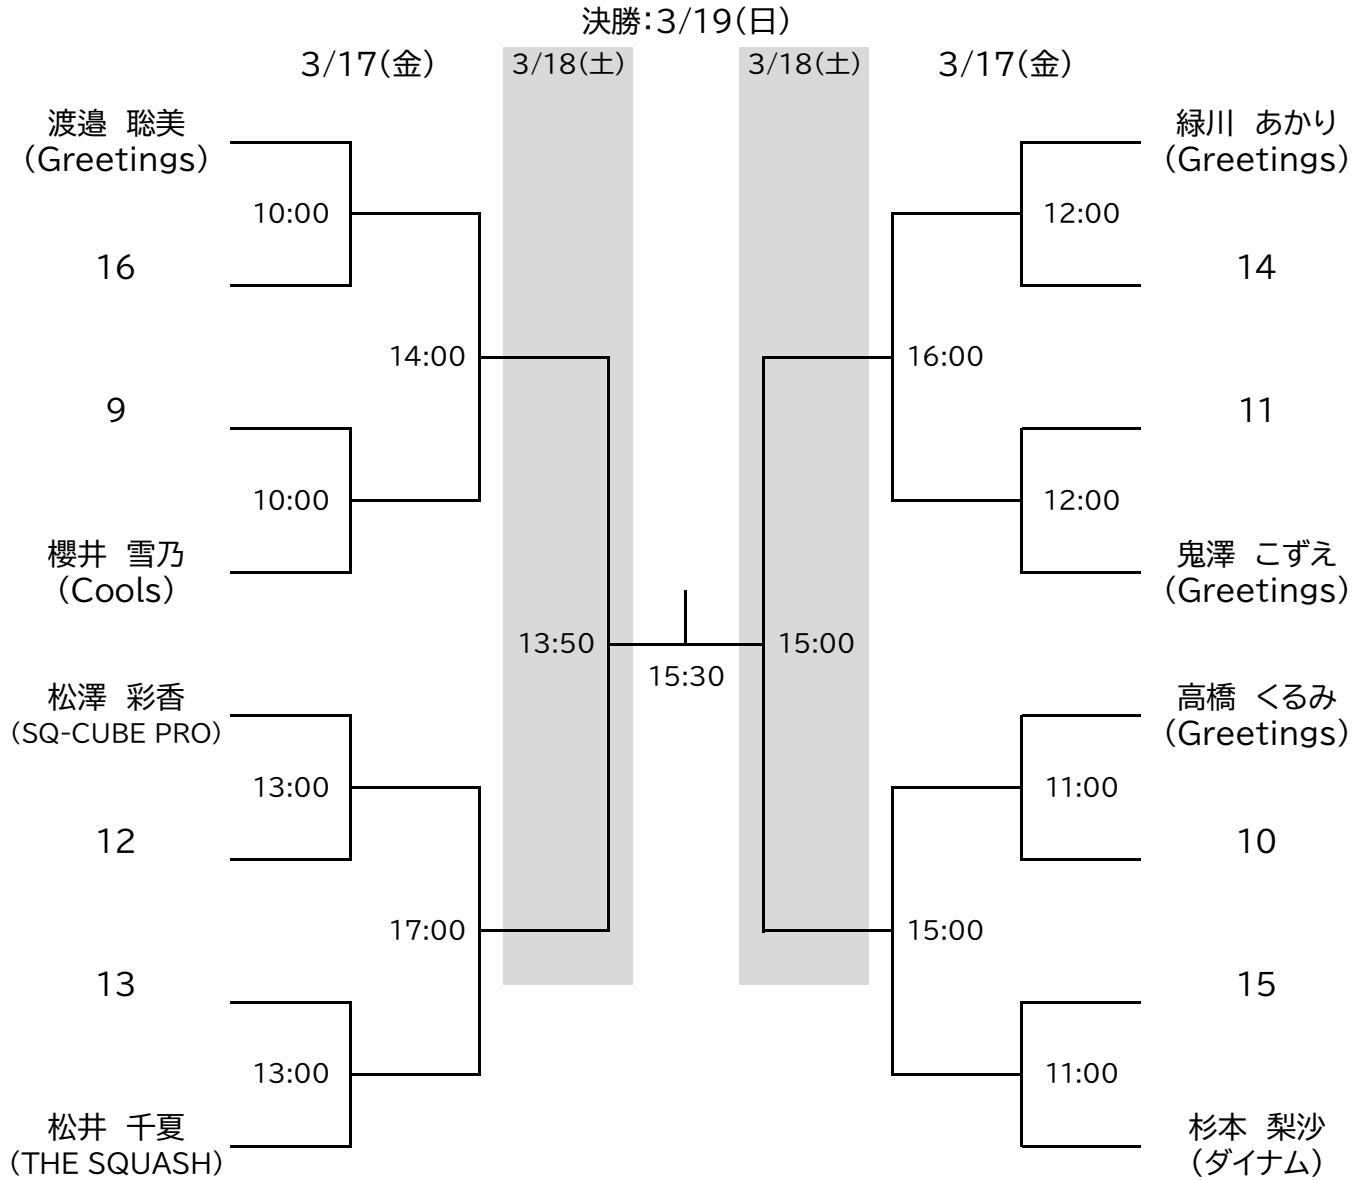 決勝：3/19(日)
3/17(金)
3/18(土)
3/18(土)
3/17(金)
渡邉　聡美
(Greetings)
10:00
16
14:00
9
10:00
櫻井　雪乃
(Cools)
13:50
松澤　彩香
(SQ-CUBE PRO)
13:00
12
17:00
13
13:00
松井　千夏
(THE SQUASH)
15:30
緑川　あかり
(Greetings)
12:00
14
16:00
11
12:00
鬼澤　こずえ
(Greetings)
15:00
高橋　くるみ
(Greetings)
11:00
10
15:00
15
11:00
杉本　梨沙
(ダイナム)